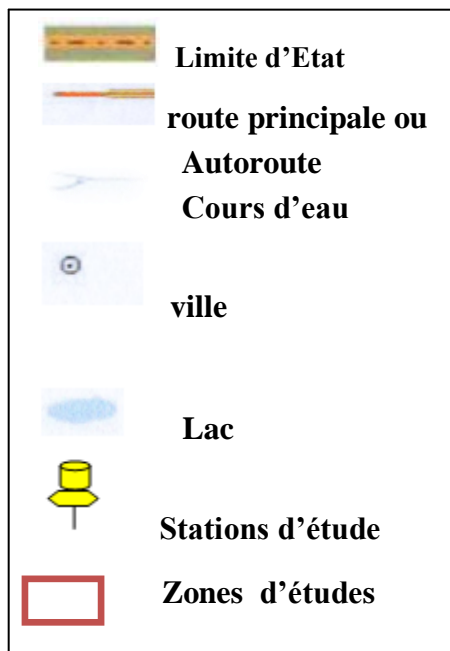 Limite d’Etat
route principale ou
Autoroute
Cours d’eau
ville
Lac
Stations d’étude
Zones d’études